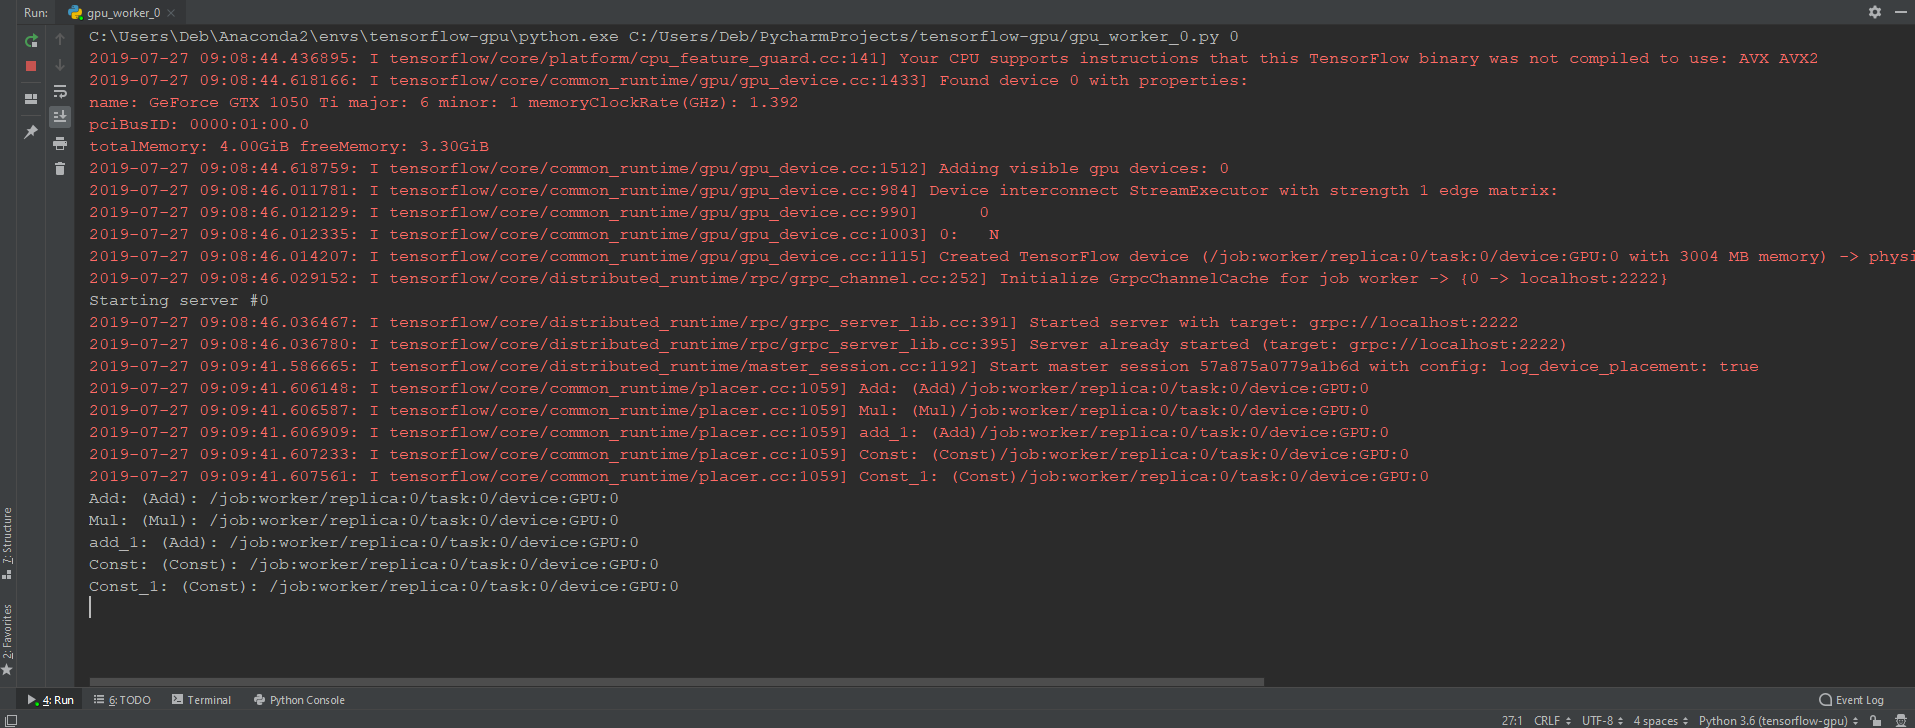 Run: gpu_worker_0
C:\Users\Deb\Anaconda2\envs\tensorflow-gpu\python.exe C:/Users/Deb/PycharmProjects/tensorflow-gpu/gpu_worker_0.py 0
2019-07-27 09:08:44.436895: I tensorflow/core/platform/cpu_feature_guard.cc:141] Your CPU supports instructions that this TensorFlow binary was not compiled to use: AVX AVX2
2019-07-27 09:08:44.618166: I tensorflow/core/common_runtime/gpu/gpu_device.cc:1433] Found device 0 with properties:
name: GeForce GTX 1050 Ti major: 6 minor: 1 memoryClockRate(GHz): 1.392
pciBusID: 0000:01:00.0
totalMemory: 4.00GiB freeMemory: 3.30GiB
2019-07-27 09:08:44.618759: I tensorflow/core/common_runtime/gpu/gpu_device.cc:1512] Adding visible gpu devices: 0
2019-07-27 09:08:46.011781: I tensorflow/core/common_runtime/gpu/gpu_device.cc:984] Device interconnect StreamExecutor with strength 1 edge matrix:
2019-07-27 09:08:46.012129: I tensorflow/core/common_runtime/gpu/gpu_device.cc:990]      0
2019-07-27 09:08:46.012335: I tensorflow/core/common_runtime/gpu/gpu_device.cc:1003] 0:   N
2019-07-27 09:08:46.014207: I tensorflow/core/common_runtime/gpu/gpu_device.cc:1115] Created TensorFlow device (/job:worker/replica:0/task:0/device:GPU:0 with 3004 MB memory) -> physi
2019-07-27 09:08:46.029152: I tensorflow/core/distributed_runtime/rpc/grpc_channel.cc:252] Initialize GrpcChannelCache for job worker -> {0 -> localhost:2222}
Starting server #0
2019-07-27 09:08:46.036467: I tensorflow/core/distributed_runtime/rpc/grpc_server_lib.cc:391] Started server with target: grpc://localhost:2222
2019-07-27 09:08:46.036780: I tensorflow/core/distributed_runtime/rpc/grpc_server_lib.cc:395] Server already started (target: grpc://localhost:2222)
2019-07-27 09:09:41.586665: I tensorflow/core/distributed_runtime/master_session.cc:1192] Start master session 57a875a0779a1b6d with config: log_device_placement: true
2019-07-27 09:09:41.606148: I tensorflow/core/common_runtime/placer.cc:1059] Add: (Add)/job:worker/replica:0/task:0/device:GPU:0
2019-07-27 09:09:41.606587: I tensorflow/core/common_runtime/placer.cc:1059] Mul: (Mul)/job:worker/replica:0/task:0/device:GPU:0
2019-07-27 09:09:41.606909: I tensorflow/core/common_runtime/placer.cc:1059] add_1: (Add)/job:worker/replica:0/task:0/device:GPU:0
2019-07-27 09:09:41.607233: I tensorflow/core/common_runtime/placer.cc:1059] Const: (Const)/job:worker/replica:0/task:0/device:GPU:0
2019-07-27 09:09:41.607561: I tensorflow/core/common_runtime/placer.cc:1059] Const_1: (Const)/job:worker/replica:0/task:0/device:GPU:0
Add: (Add): /job:worker/replica:0/task:0/device:GPU:0
Mul: (Mul): /job:worker/replica:0/task:0/device:GPU:0
add_1: (Add): /job:worker/replica:0/task:0/device:GPU:0
Const: (Const): /job:worker/replica:0/task:0/device:GPU:0
Const_1: (Const): /job:worker/replica:0/task:0/device:GPU:0
7: Structure
2: Favorites
4: Run 6: TODO Terminal Python Console Event Log
27:1 CRLF UTF-8 4 spaces Python 3.6 (tensorflow-gpu)